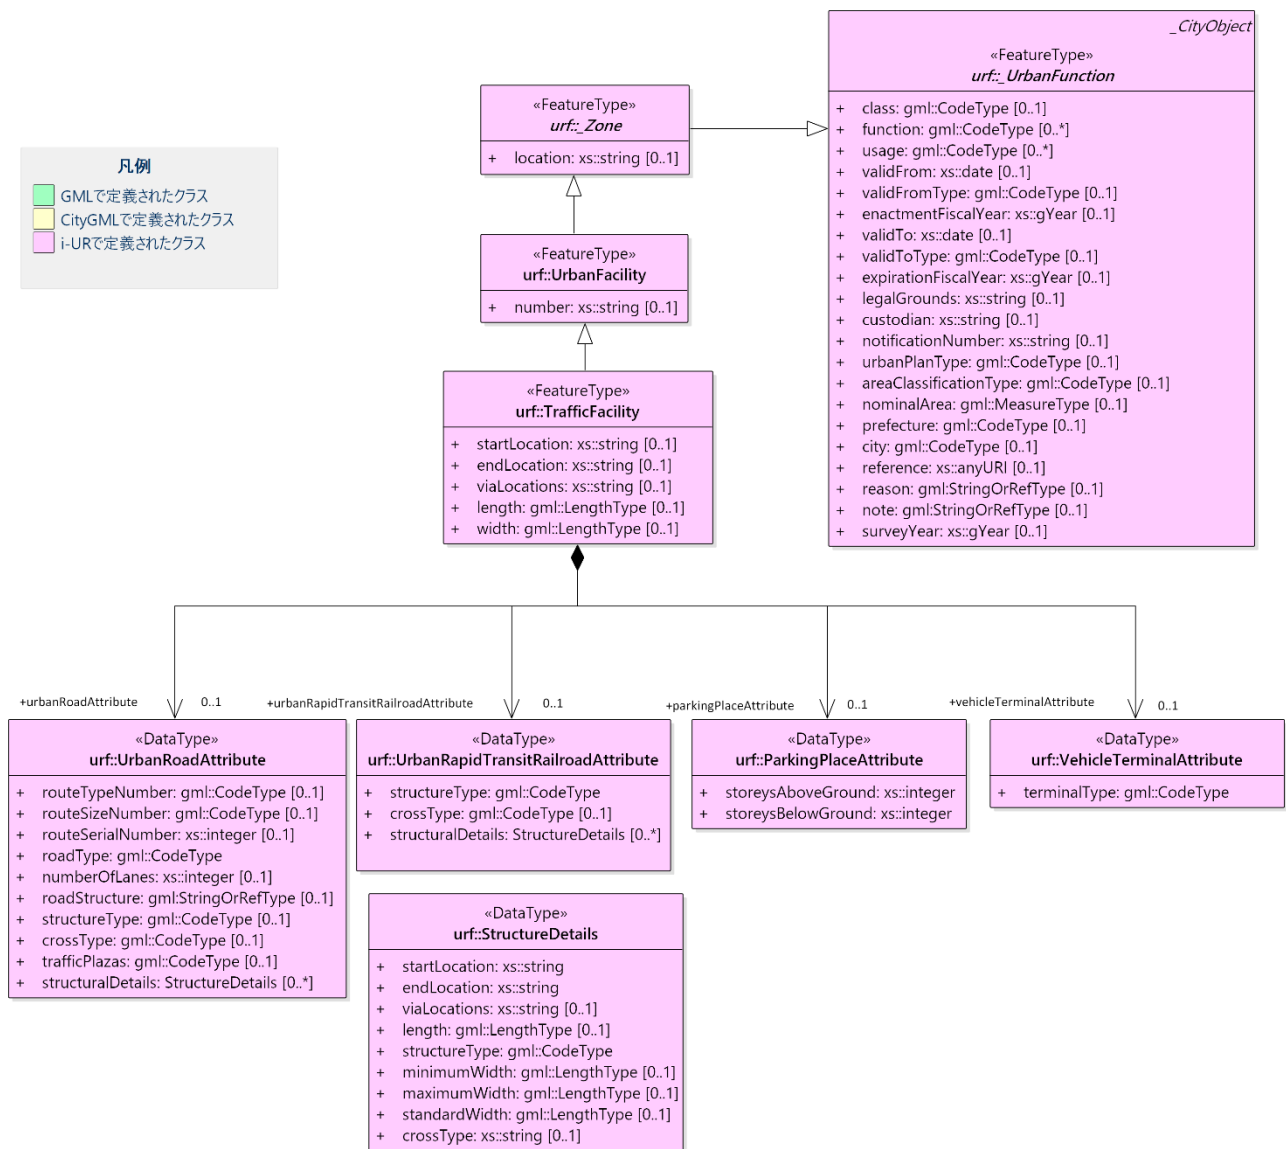 _CityObject
«FeatureType»
urf::_UrbanFunction
+ class: gml::CodeType [0..1]
+ function: gml::CodeType [0..*]
+ usage: gml::CodeType [0..*]
+ validFrom: xs::date [0..1]
+ validFromType: gml::CodeType [0..1]
+ enactmentFiscalYear: xs::gYear [0..1]
+ validTo: xs::date [0..1]
+ validToType: gml::CodeType [0..1]
+ expirationFiscalYear: xs::gYear [0..1]
+ legalGrounds: xs::string [0..1]
+ custodian: xs::string [0..1]
+ notificationNumber: xs::string [0..1]
+ urbanPlanType: gml::CodeType [0..1]
+ areaClassificationType: gml::CodeType [0..1]
+ nominalArea: gml::MeasureType [0..1]
+ prefecture: gml::CodeType [0..1]
+ city: gml::CodeType [0..1]
+ reference: xs::anyURI [0..1]
+ reason: gml:StringOrRefType [0..1]
+ note: gml:StringOrRefType [0..1]
+ surveyYear: xs::gYear [0..1]
«FeatureType»
urf::_Zone
+ location: xs::string [0..1]
凡例
GMLで定義されたクラス
CityGMLで定義されたクラス
i-URで定義されたクラス
«FeatureType»
urf::UrbanFacility
+ number: xs::string [0..1]
«FeatureType»
urf::TrafficFacility
+ startLocation: xs::string [0..1]
+ endLocation: xs::string [0..1]
+ viaLocations: xs::string [0..1]
+ length: gml::LengthType [0..1]
+ width: gml::LengthType [0..1]
+urbanRoadAttribute 0..1
+urbanRapidTransitRailroadAttribute 0..1
+parkingPlaceAttribute 0..1
+vehicleTerminalAttribute 0..1
«DataType»
urf::UrbanRoadAttribute
+ routeTypeNumber: gml::CodeType [0..1]
+ routeSizeNumber: gml::CodeType [0..1]
+ routeSerialNumber: xs::integer [0..1]
+ roadType: gml::CodeType
+ numberOfLanes: xs::integer [0..1]
+ roadStructure: gml:StringOrRefType [0..1]
+ structureType: gml::CodeType [0..1]
+ crossType: gml::CodeType [0..1]
+ trafficPlazas: gml::CodeType [0..1]
+ structuralDetails: StructureDetails [0..*]
«DataType»
urf::UrbanRapidTransitRailroadAttribute
+ structureType: gml::CodeType
+ crossType: gml::CodeType [0..1]
+ structuralDetails: StructureDetails [0..*]
«DataType»
urf::ParkingPlaceAttribute
+ storeysAboveGround: xs::integer
+ storeysBelowGround: xs::integer
«DataType»
urf::VehicleTerminalAttribute
+ terminalType: gml::CodeType
«DataType»
urf::StructureDetails
+ startLocation: xs::string
+ endLocation: xs::string
+ viaLocations: xs::string [0..1]
+ length: gml::LengthType [0..1]
+ structureType: gml::CodeType
+ minimumWidth: gml::LengthType [0..1]
+ maximumWidth: gml::LengthType [0..1]
+ standardWidth: gml::LengthType [0..1]
+ crossType: xs::string [0..1]